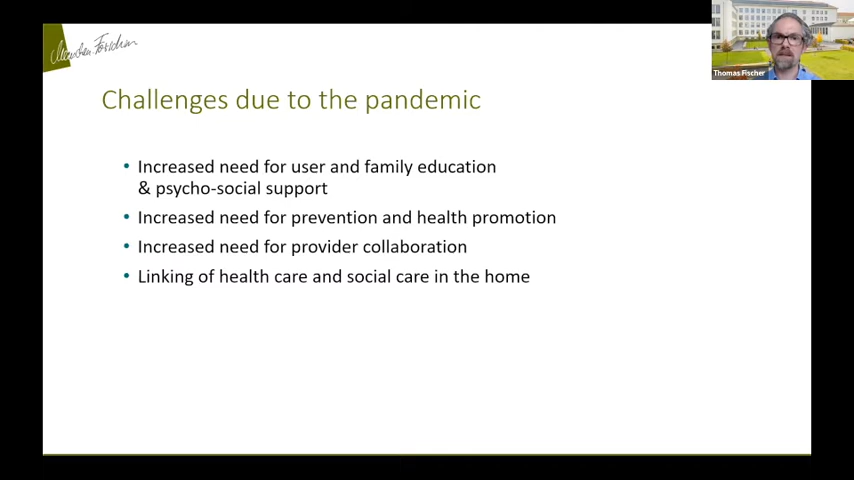 Thomas Fischer
Challenges due to the pandemic
• Increased need for user and family education
& psycho-social support
• Increased need for prevention and health promotion
• Increased need for provider collaboration
• Linking of health care and social care in the home